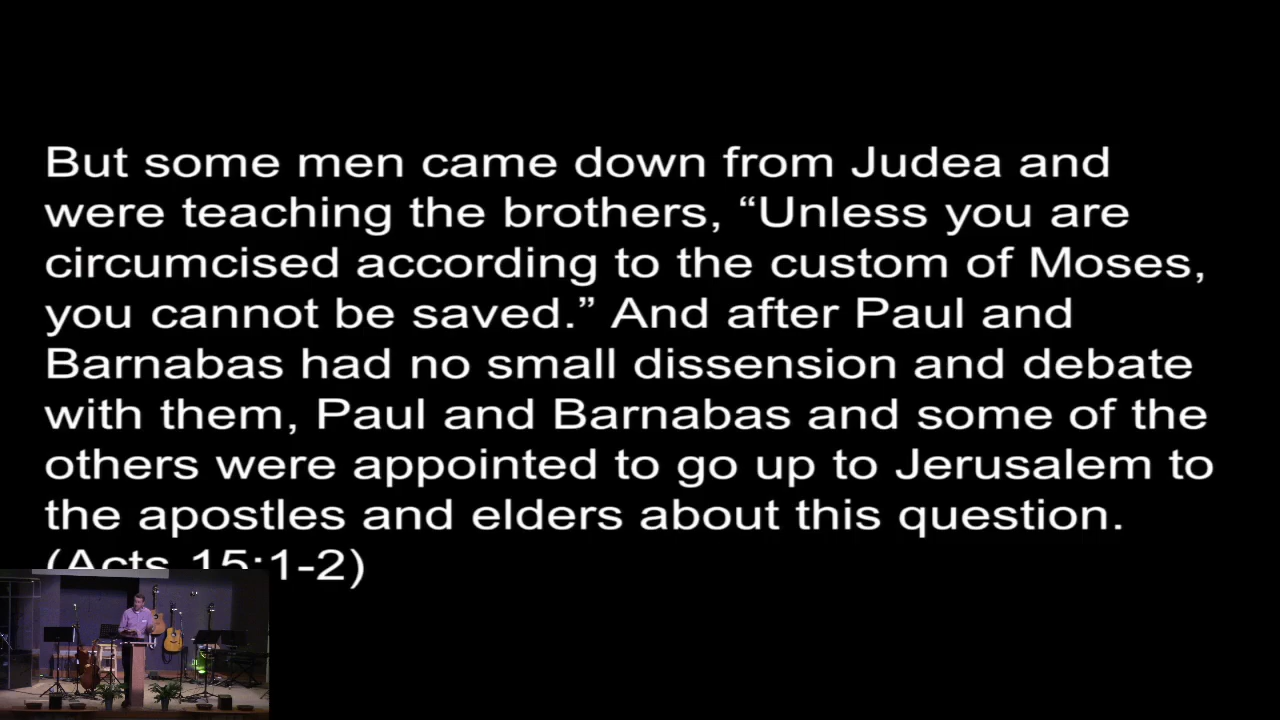 But some men came down from Judea and
were teaching the brothers, “Unless you are
circumcised according to the custom of Moses,
you cannot be saved.” And after Paul and
Barnabas had no small dissension and debate
with them, Paul and Barnabas and some of the
others were appointed to go up to Jerusalem to
the apostles and elders about this question.
(Acts 15:1-2)